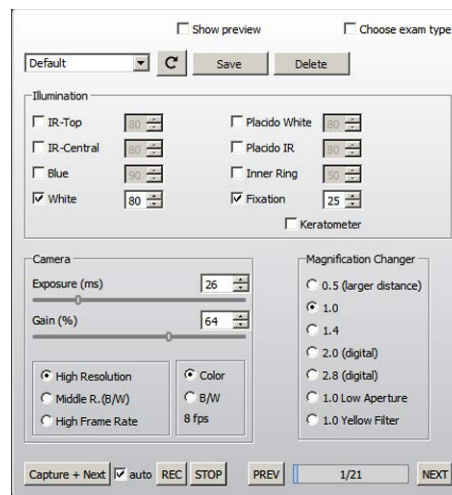 Show preview Choose exam type
Default Save Delete
Illumination
IR-Top 80 Placido White 80
IR-Central 80 Placido IR 80
Blue 90 Inner Ring 50
White 80 Fixation 25
Keratometer
Camera
Exposure (ms) 26
Gain (%) 64
High Resolution Color
Middle R.(B/W) B/W
High Frame Rate 8 fps
Magnification Changer
0.5 (larger distance)
1.0
1.4
2.0 (digital)
2.8 (digital)
1.0 Low Aperture
1.0 Yellow Filter
Capture + Next auto REC STOP PREV 1/21 NEXT